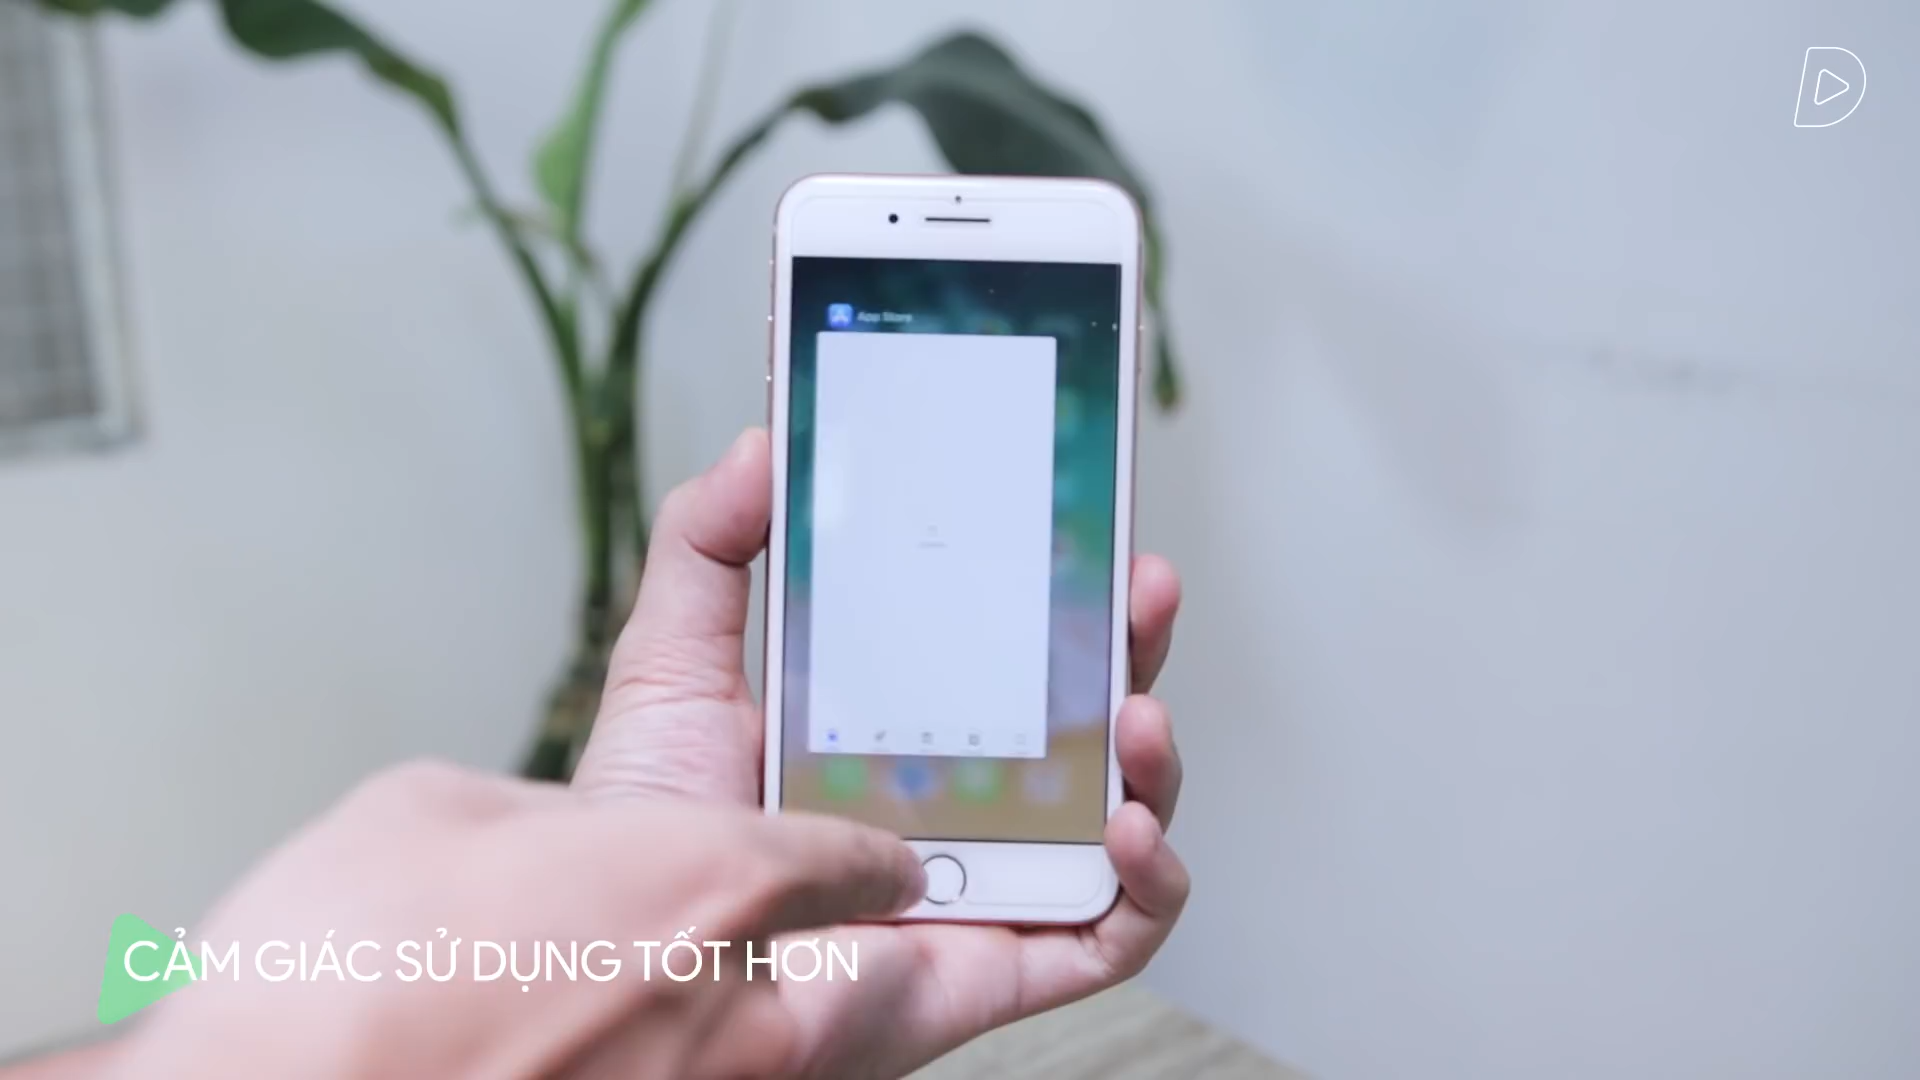 App Store
CẢM GIÁC SỬ DỤNG TỐT HƠN